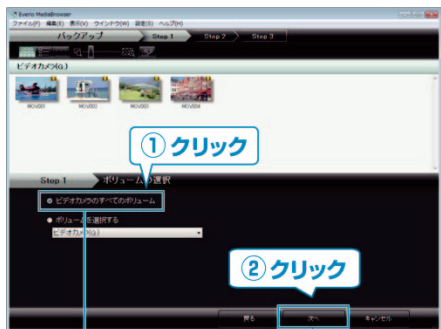 Everio MediaBrowser
ファイル(F) 編集(E) 表示(V) ウインドウ(W) 設定(S) ヘルプ(H)
バックアップ Step 1 Step 2 Step 3
ビデオカメラ(G:)
MOV001 MOV002 MOV003 MOV004
① クリック
Step 1 ボリュームの選択
ビデオカメラのすべてのボリューム
ボリュームを選択する
ビデオカメラ(G:)
② クリック
戻る 次へ キャンセル